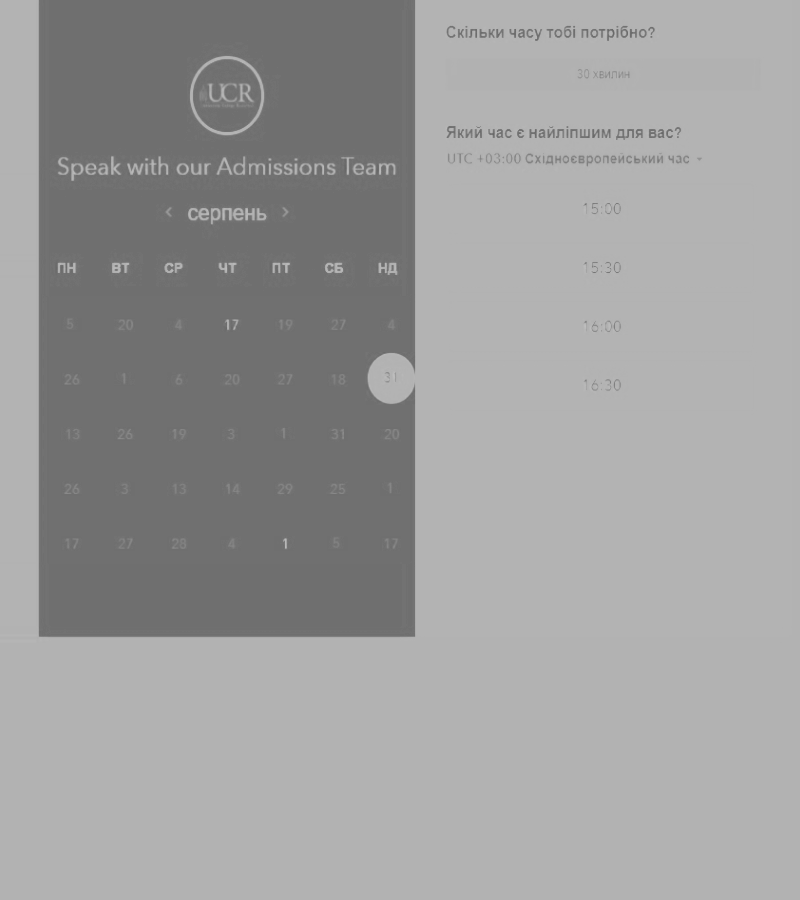 UCR
Speak with our Admissions Team
серпень
ПН ВТ СР ЧТ ПТ СБ НД
5 20 4 17 19 27 4
26 1 6 20 27 18 31
13 26 19 3 1 31 20
26 3 13 14 29 25 1
17 27 28 4 1 5 17
Скільки часу тобі потрібно?
30 хвилин
Який час є найліпшим для вас?
UTC +03:00 Східноєвропейський час
15:00
15:30
16:00
16:30